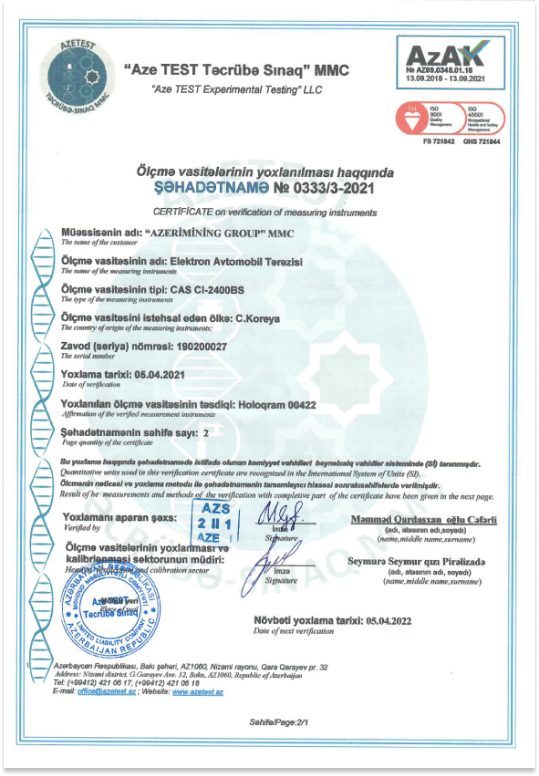 AZETEST
TƏCRÜBƏ-SINAQ MMC
"Aze TEST Təcrübə Sınaq" MMC
"Aze TEST Experimental Testing" LLC
AzAK
№ AZ69.0346.01.18
13.09.2018 - 13.09.2021
ISO 9001 Quality Management
ISO 45001 Occupational Health and Safety Management
FS 721842 OHS 721844
Ölçmə vasitələrinin yoxlanılması haqqında
ŞƏHADƏTNAMƏ № 0333/3-2021
CERTIFICATE on verification of measuring instruments
Müəssisənin adı: "AZERIMINING GROUP" MMC
The name of the customer
Ölçmə vasitəsinin adı: Elektron Avtomobil Tərəzisi
The name of the measuring instruments
Ölçmə vasitəsinin tipi: CAS CI-2400BS
The type of the measuring instruments
Ölçmə vasitəsini istehsal edən ölkə: C.Koreya
The country of origin of the measuring instruments:
Zavod (seriya) nömrəsi: 190200027
The serial number
Yoxlama tarixi: 05.04.2021
Date of verification
Yoxlanılan ölçmə vasitəsinin təsdiqi: Holoqram 00422
Affirmation of the verified measurement instruments
Şəhadətnamənin səhifə sayı: 2
Page quantity of the certificate
Bu yoxlama haqqında şəhadətnamədə istifadə olunan kəmiyyət vahidləri beynəlxalq vahidlər sistemində (Sİ) tanınmışdır.
Quantitative units used in this verification certificate are recognized in the International System of Units (SI).
Ölçmənin nəticəsi və yoxlama metodu ilə şəhadətnamənin tamamlayıcı hissəsi sonrakı səhifələrdə verilmişdir.
Result of he measurements and methods of the verification with completive part of the certificate have been given in the next page.
Yoxlamanı aparan şəxs:
Verified by
AZS
2 II 1
AZE
İmza
Signature
Məmməd Qardaşxan oğlu Cəfərli
(adı, atasının adı,soyadı)
(name,middle name,surname)
Ölçmə vasitələrinin yoxlanması və
kalibrlənməsi sektorunun müdiri:
calibration sector
İmza
Signature
Seymurə Seymur qızı Pirəlizadə
(adı, atasının adı, soyadı)
(name,middle name,surname)
AZƏRBAYCAN RESPUBLİKASI
MƏHDUD MƏSULİYYƏTLİ CƏMİYYƏT
Aze TEST
Təcrübə Sınaq
LIMITED LIABILITY COMPANY
AZERBAIJAN REPUBLIC
Növbəti yoxlama tarixi: 05.04.2022
Date of next verification
Azərbaycan Respublikası, Bakı şəhəri, AZ1060, Nizami rayonu, Qara Qarayev pr. 32
Address: Nizami district, G.Garayev Ave. 32, Baku, AZ1060, Republic of Azerbaijan
Tel: (+99412) 421 06 17, (+99412) 421 06 18
E-mail: office@azetest.az ; Website: www.azetest.az
Səhifə/Page:2/1